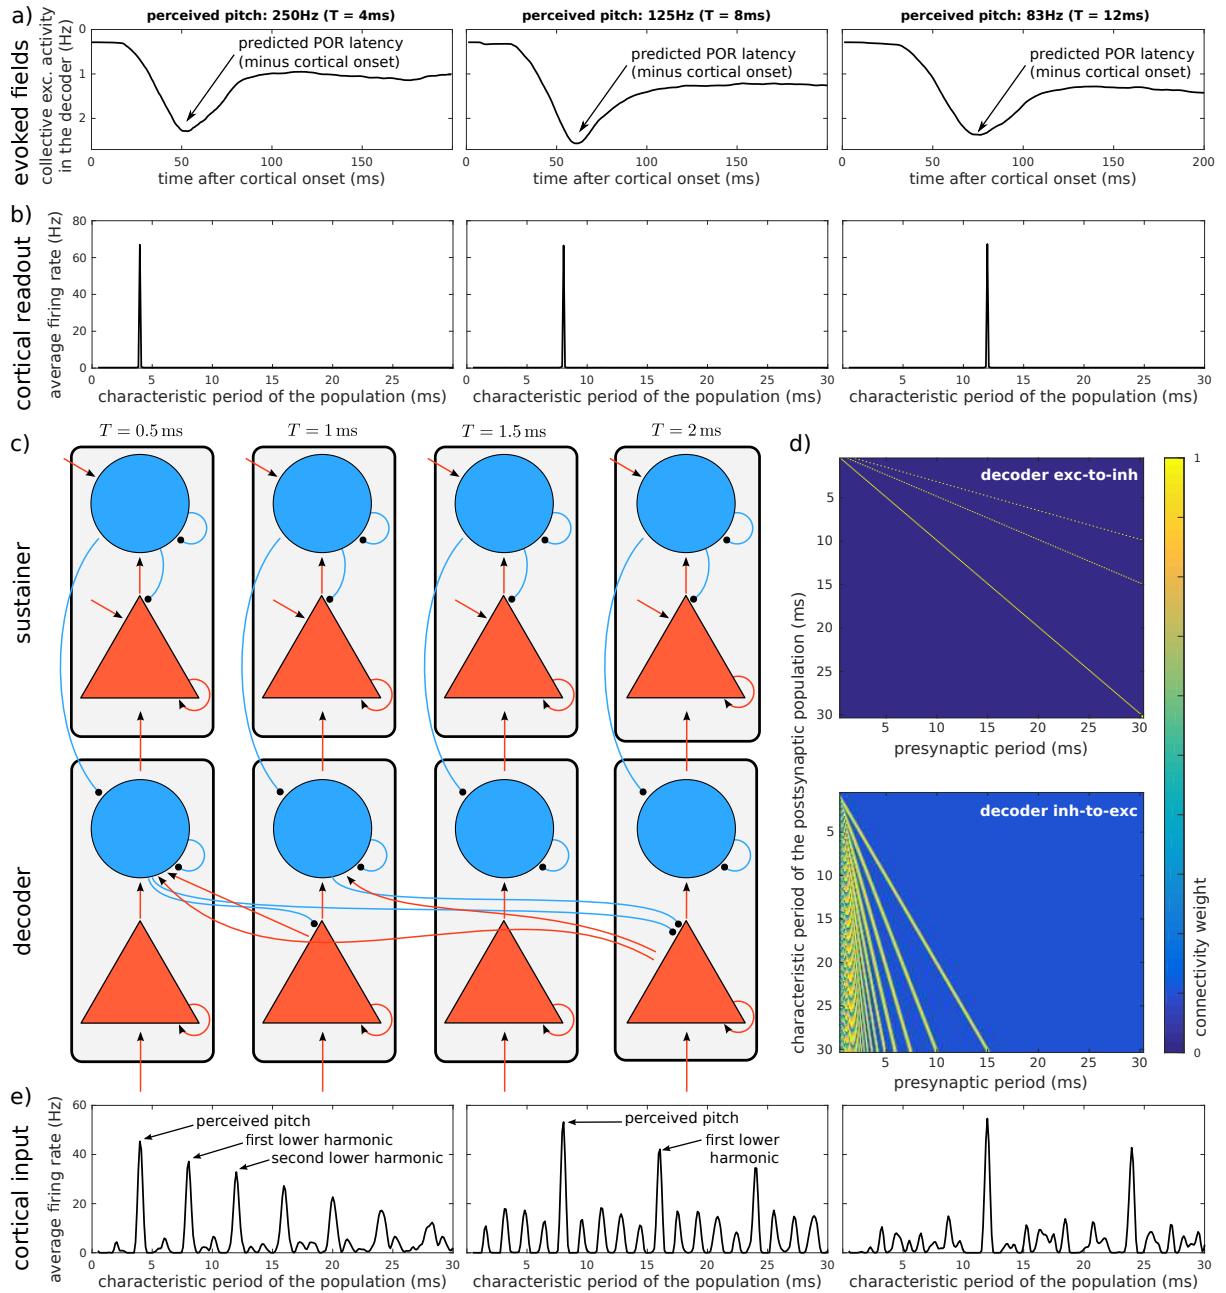 a)
perceived pitch: 250Hz (T = 4ms)
perceived pitch: 125Hz (T = 8ms)
perceived pitch: 83Hz (T = 12ms)
evoked fields
collective exc. activity
in the decoder (Hz)
0
1
2
predicted POR latency
(minus cortical onset)
predicted POR latency
(minus cortical onset)
predicted POR latency
(minus cortical onset)
0 50 100 150
0 50 100 150
0 50 100 150 200
time after cortical onset (ms)
time after cortical onset (ms)
time after cortical onset (ms)
b)
cortical readout
average firing rate (Hz)
80
60
40
20
0
0 5 10 15 20 25 30
0 5 10 15 20 25 30
0 5 10 15 20 25 30
characteristic period of the population (ms)
characteristic period of the population (ms)
characteristic period of the population (ms)
c)
T = 0.5 ms
T = 1 ms
T = 1.5 ms
T = 2 ms
sustainer
decoder
d)
decoder exc-to-inh
5
10
15
20
25
30
5 10 15 20 25 30
presynaptic period (ms)
characteristic period of the postsynaptic population (ms)
decoder inh-to-exc
5
10
15
20
25
30
5 10 15 20 25 30
presynaptic period (ms)
1
connectivity weight
0
e)
cortical input
average firing rate (Hz)
60
40
20
0
perceived pitch
first lower harmonic
second lower harmonic
perceived pitch
first lower
harmonic
0 5 10 15 20 25 30
0 5 10 15 20 25 30
0 5 10 15 20 25 30
characteristic period of the population (ms)
characteristic period of the population (ms)
characteristic period of the population (ms)